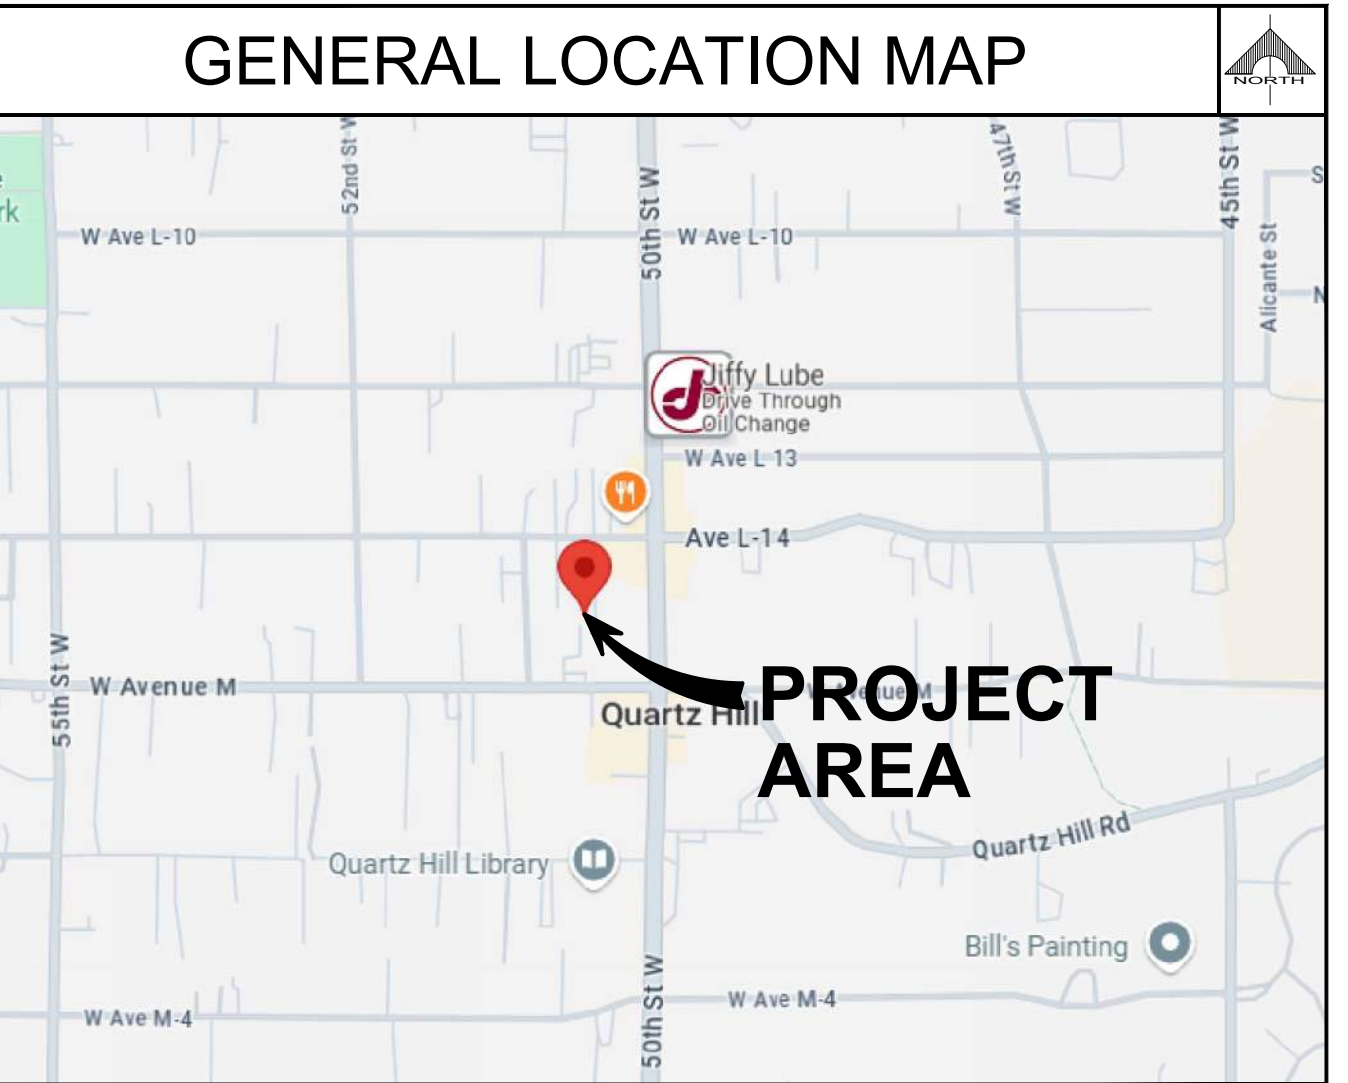 GENERAL LOCATION MAP
NORTH
52nd St W
47th St W
45th St W
rk
50th St W
W Ave L-10
W Ave L-10
Alicante St
S
N
Jiffy Lube
Drive Through
Oil Change
W Ave L 13
Ave L-14
55th St W
W Avenue M
W Avenue M
PROJECT
AREA
Quartz Hill
Quartz Hill Rd
Quartz Hill Library
Bill's Painting
50th St W
W Ave M-4
W Ave M-4